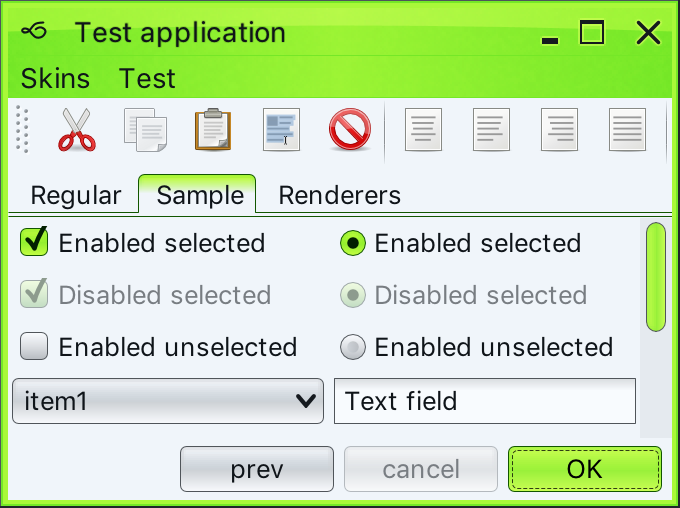 Test application
Skins Test
Regular Sample Renderers
Enabled selected Enabled selected
Disabled selected Disabled selected
Enabled unselected Enabled unselected
item1 Text field
prev cancel OK